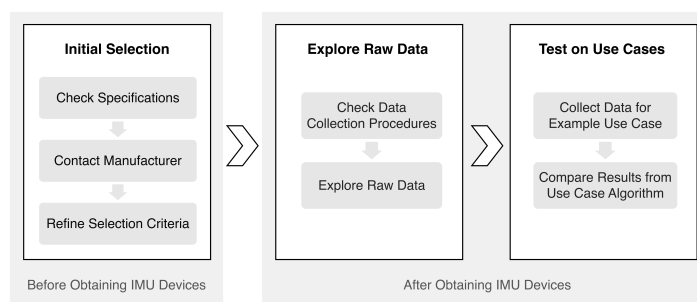 Initial Selection
Check Specifications
Contact Manufacturer
Refine Selection Criteria
Before Obtaining IMU Devices
Explore Raw Data
Check Data
Collection Procedures
Explore Raw Data
Test on Use Cases
Collect Data for
Example Use Case
Compare Results from
Use Case Algorithm
After Obtaining IMU Devices